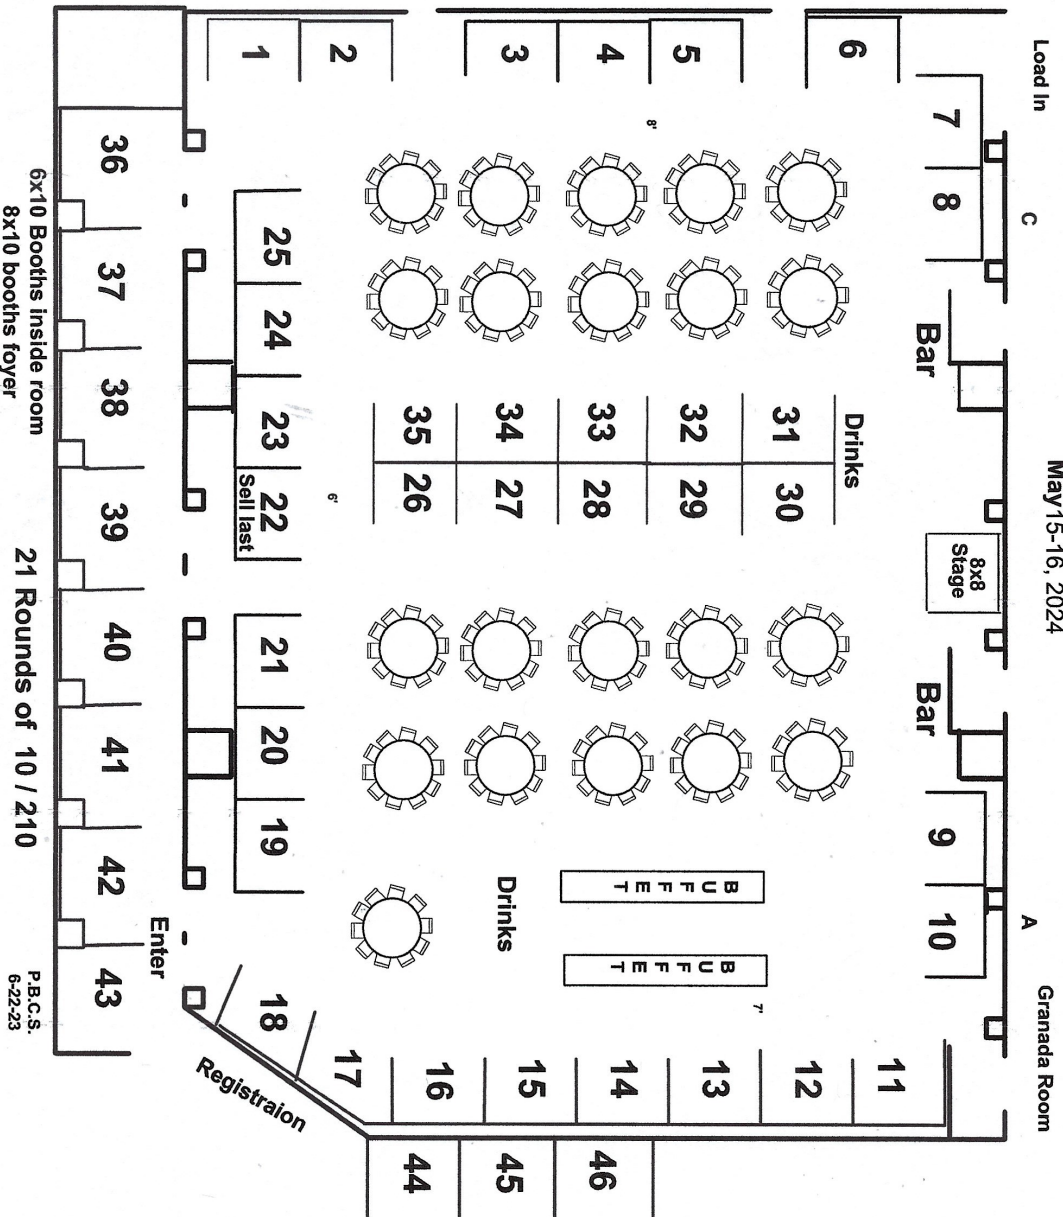 May15-16, 2024
Granada Room
Load In
C
A
1
2
3
4
5
6
7
8
Bar
8x8
Stage
Bar
9
10
11
12
13
14
15
16
17
18
Registraion
44
45
46
8'
Drinks
31
32
33
34
35
30
29
28
27
26
6'
25
24
23
22
Sell last
21
20
19
BUFFET
BUFFET
Drinks
7'
Enter
36
37
38
39
40
41
42
43
6x10 Booths inside room
8x10 booths foyer
21 Rounds of 10 / 210
P.B.C.S.
6-22-23